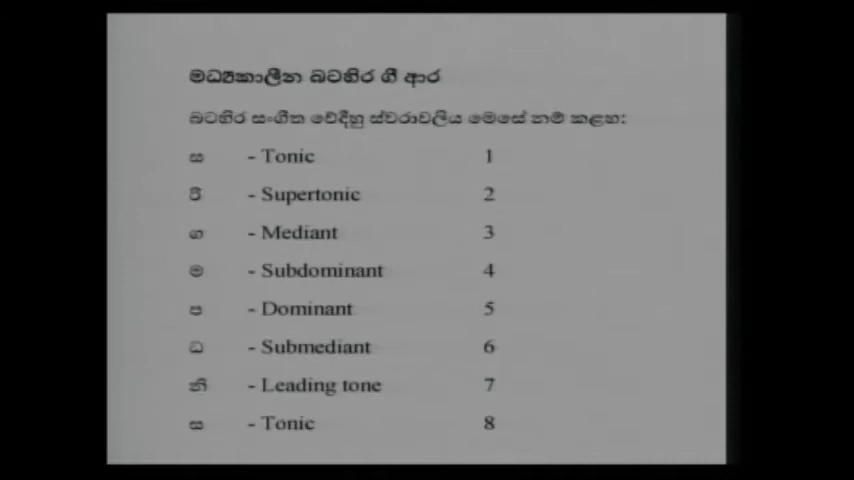 මධ්‍යකාලීන බටහිර ගී ආර
බටහිර සංගීත වේදීහු ස්වරාවලිය මෙසේ නම් කළහ:
ස - Tonic 1
රි - Supertonic 2
ග - Mediant 3
ම - Subdominant 4
ප - Dominant 5
ධ - Submediant 6
නි - Leading tone 7
ස - Tonic 8